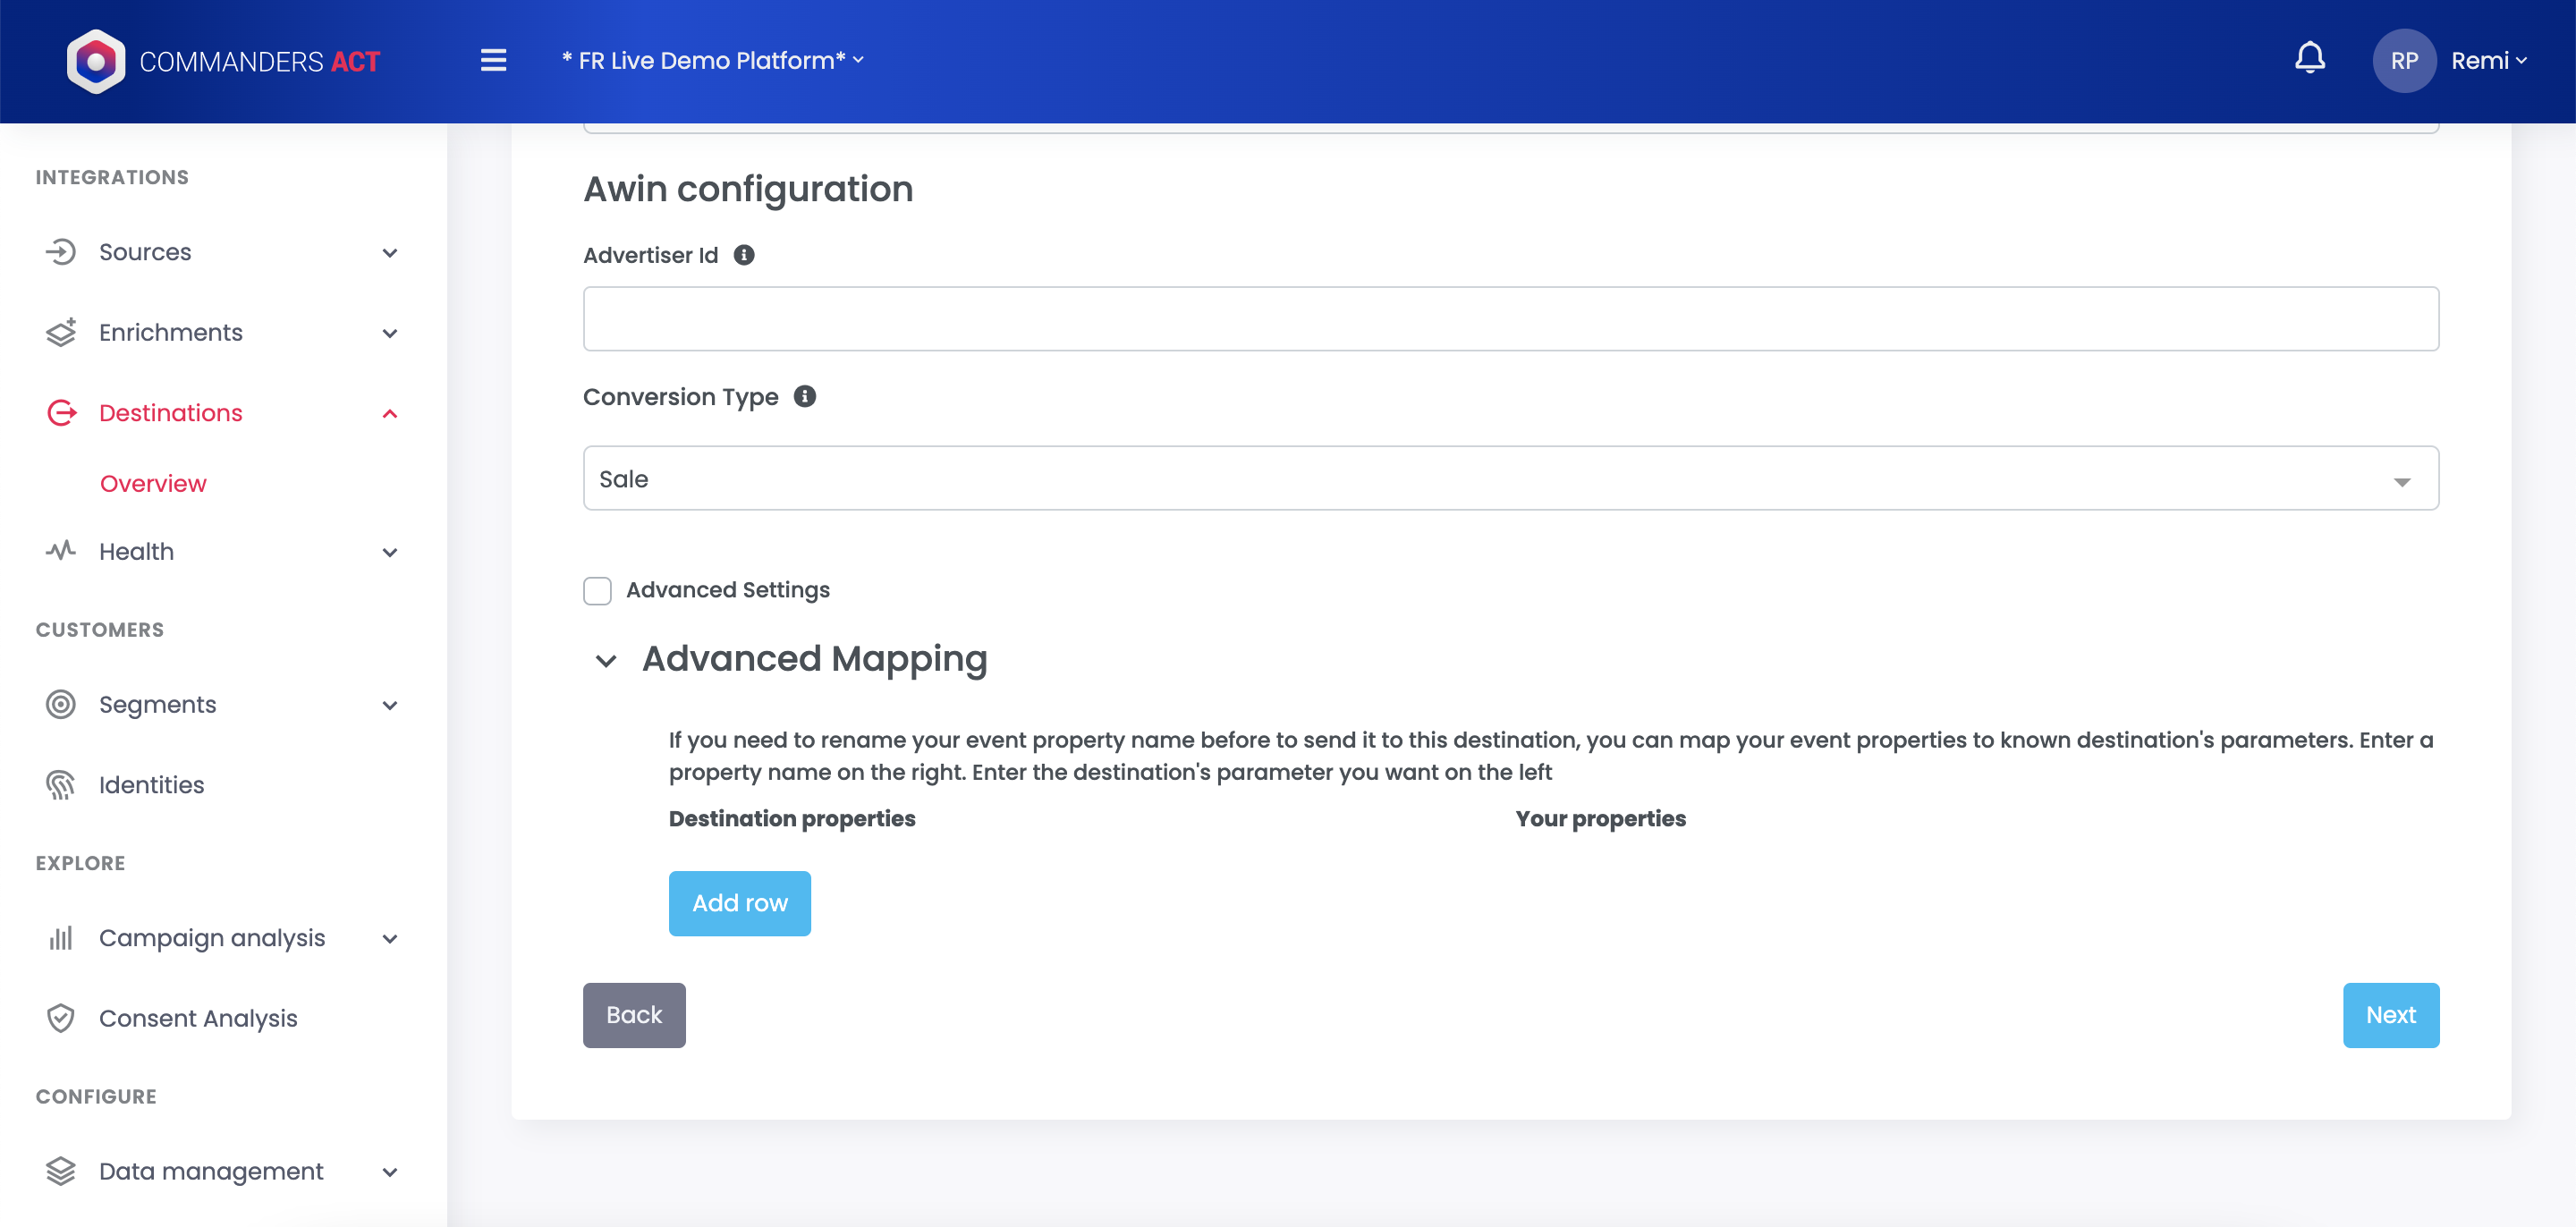 COMMANDERS ACT
* FR Live Demo Platform*
RP
Remi
INTEGRATIONS
Sources
Enrichments
Destinations
Overview
Health
CUSTOMERS
Segments
Identities
EXPLORE
Campaign analysis
Consent Analysis
CONFIGURE
Data management
Awin configuration
Advertiser Id
Conversion Type
Sale
Advanced Settings
Advanced Mapping
If you need to rename your event property name before to send it to this destination, you can map your event properties to known destination's parameters. Enter a
property name on the right. Enter the destination's parameter you want on the left
Destination properties
Your properties
Add row
Back
Next